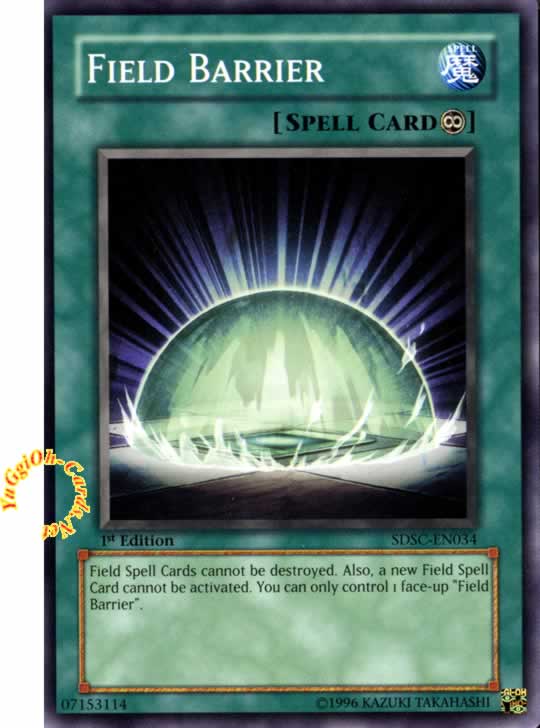 FIELD BARRIER
SPELL
魔
[SPELL CARD♾]
YuGgiOh-Cards.Net
1st Edition
SDSC-EN034
Field Spell Cards cannot be destroyed. Also, a new Field Spell
Card cannot be activated. You can only control 1 face-up "Field
Barrier".
07153114
©1996 KAZUKI TAKAHASHI